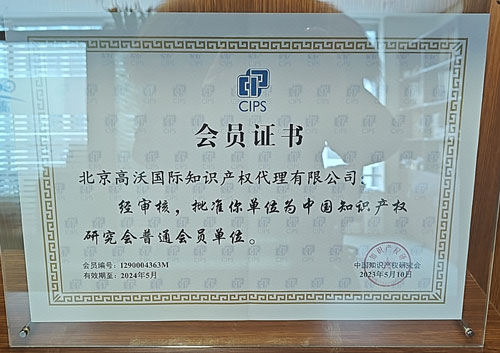 CIPS
会员证书
北京高沃国际知识产权代理有限公司:
经审核，批准你单位为中国知识产权
研究会普通会员单位。
会员编号：I290004363M
有效期至：2024年5月
中国知识产权研究会
2023年5月10日